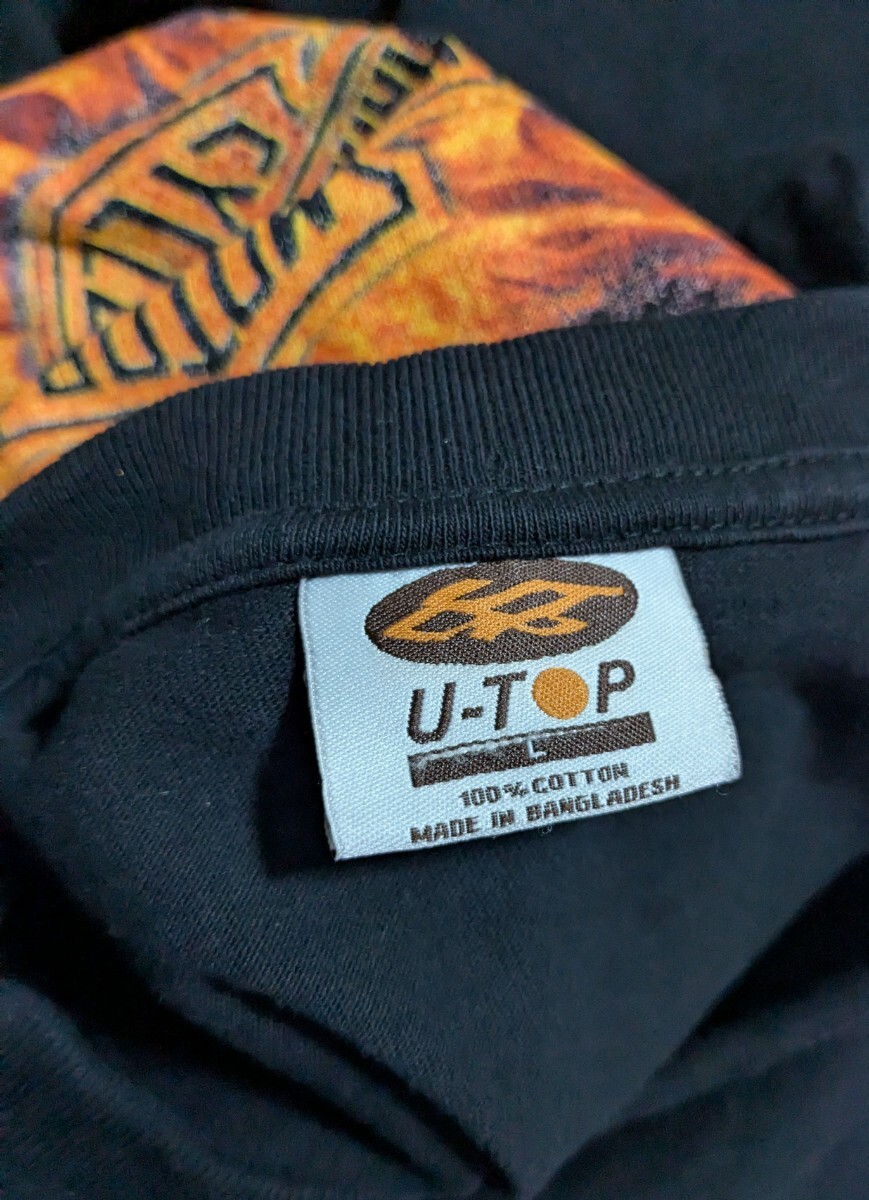 U-TOP
L
100% COTTON
MADE IN BANGLADESH